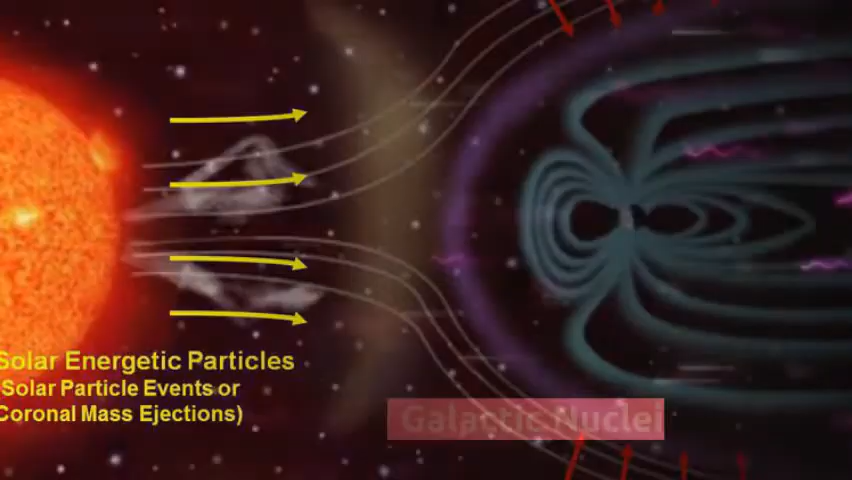 Solar Energetic Particles
Solar Particle Events or
Coronal Mass Ejections)
Galactic Nuclei